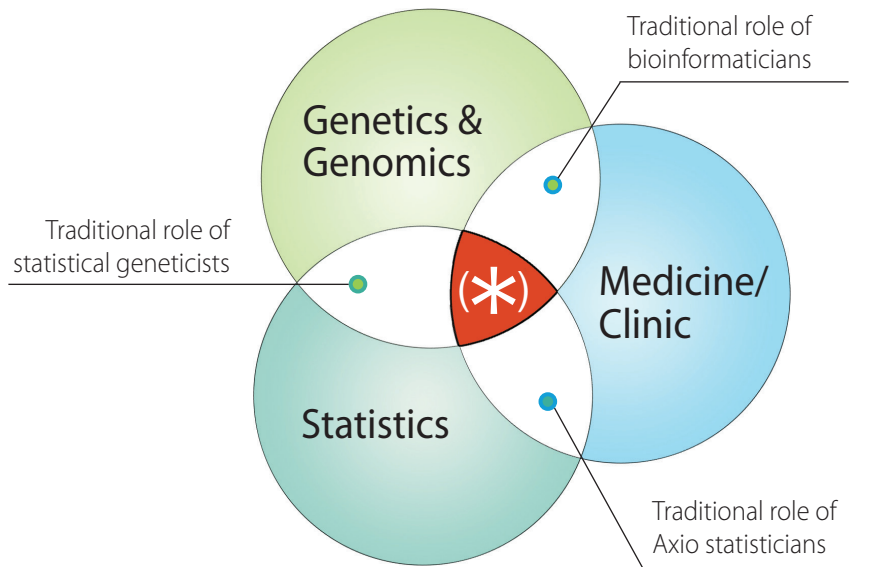 Traditional role of
bioinformaticians
Genetics &
Genomics
Traditional role of
statistical geneticists
(*)
Medicine/
Clinic
Statistics
Traditional role of
Axio statisticians